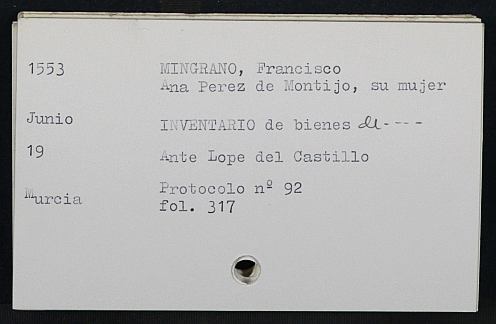 1553 MINGRANO, Francisco
Ana Perez de Montijo, su mujer
Junio INVENTARIO de bienes de----
19 Ante Lope del Castillo
Murcia Protocolo nº 92
fol. 317